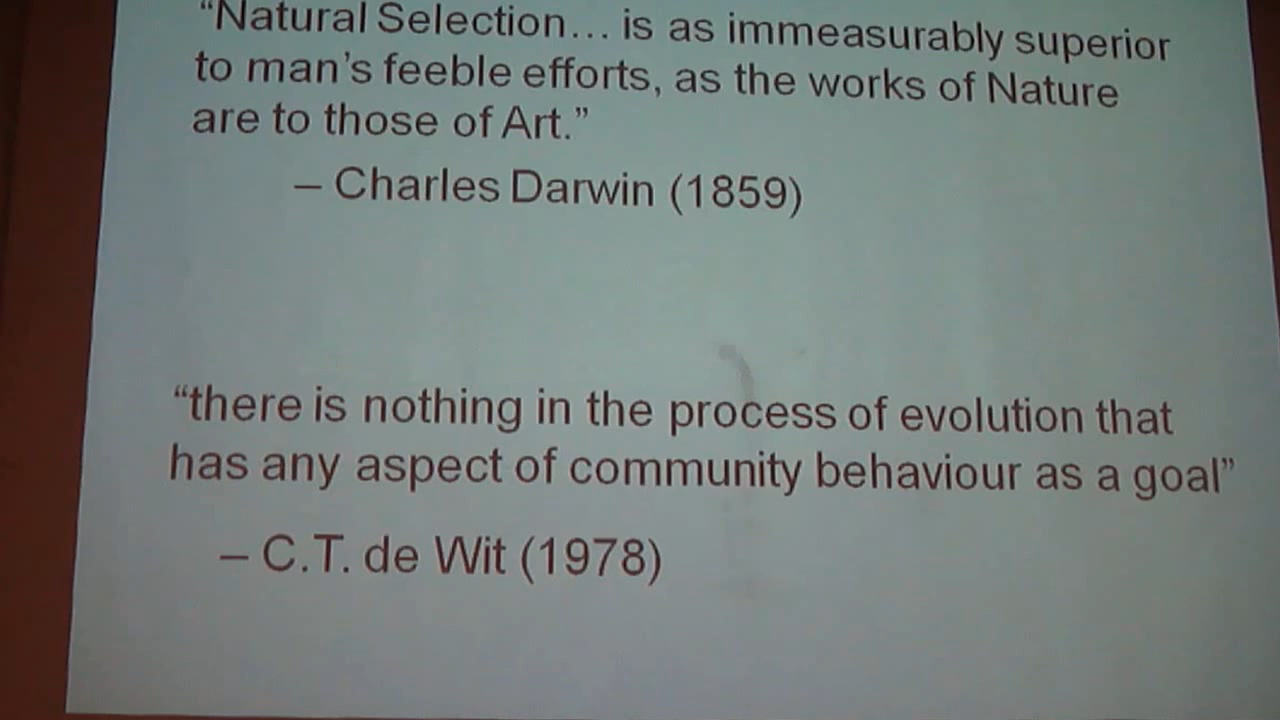 “Natural Selection… is as immeasurably superior
to man’s feeble efforts, as the works of Nature
are to those of Art.”
– Charles Darwin (1859)
“there is nothing in the process of evolution that
has any aspect of community behaviour as a goal”
– C.T. de Wit (1978)